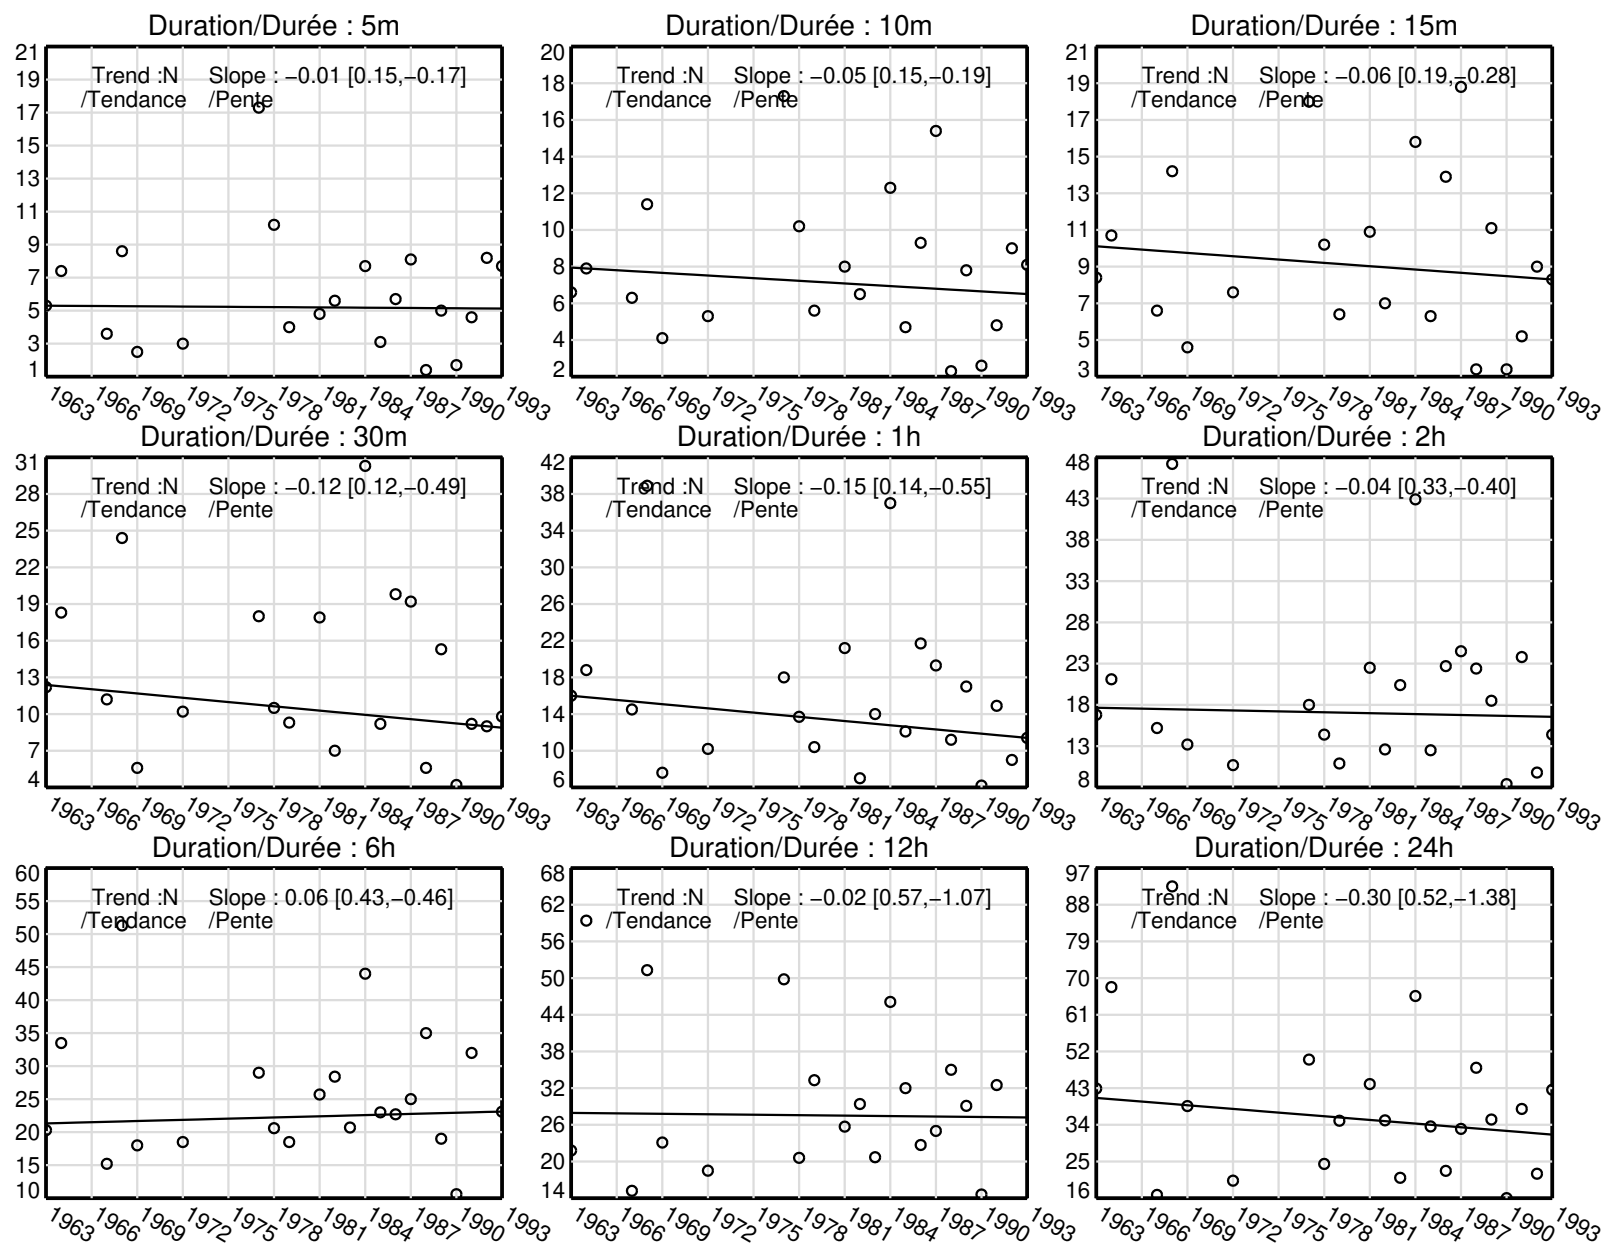 Duration/Durée : 5m
Trend :N Slope : −0.01 [0.15,−0.17]
/Tendance /Pente
21
19
17
15
13
11
9
7
5
3
1
1963 1966 1969 1972 1975 1978 1981 1984 1987 1990 1993
Duration/Durée : 10m
Trend :N Slope : −0.05 [0.15,−0.19]
/Tendance /Pente
20
18
16
14
12
10
8
6
4
2
1963 1966 1969 1972 1975 1978 1981 1984 1987 1990 1993
Duration/Durée : 15m
Trend :N Slope : −0.06 [0.19,−0.28]
/Tendance /Pente
21
19
17
15
13
11
9
7
5
3
1963 1966 1969 1972 1975 1978 1981 1984 1987 1990 1993
Duration/Durée : 30m
Trend :N Slope : −0.12 [0.12,−0.49]
/Tendance /Pente
31
28
25
22
19
16
13
10
7
4
1963 1966 1969 1972 1975 1978 1981 1984 1987 1990 1993
Duration/Durée : 1h
Trend :N Slope : −0.15 [0.14,−0.55]
/Tendance /Pente
42
38
34
30
26
22
18
14
10
6
1963 1966 1969 1972 1975 1978 1981 1984 1987 1990 1993
Duration/Durée : 2h
Trend :N Slope : −0.04 [0.33,−0.40]
/Tendance /Pente
48
43
38
33
28
23
18
13
8
1963 1966 1969 1972 1975 1978 1981 1984 1987 1990 1993
Duration/Durée : 6h
Trend :N Slope : 0.06 [0.43,−0.46]
/Tendance /Pente
60
55
50
45
40
35
30
25
20
15
10
1963 1966 1969 1972 1975 1978 1981 1984 1987 1990 1993
Duration/Durée : 12h
Trend :N Slope : −0.02 [0.57,−1.07]
/Tendance /Pente
68
62
56
50
44
38
32
26
20
14
1963 1966 1969 1972 1975 1978 1981 1984 1987 1990 1993
Duration/Durée : 24h
Trend :N Slope : −0.30 [0.52,−1.38]
/Tendance /Pente
97
88
79
70
61
52
43
34
25
16
1963 1966 1969 1972 1975 1978 1981 1984 1987 1990 1993